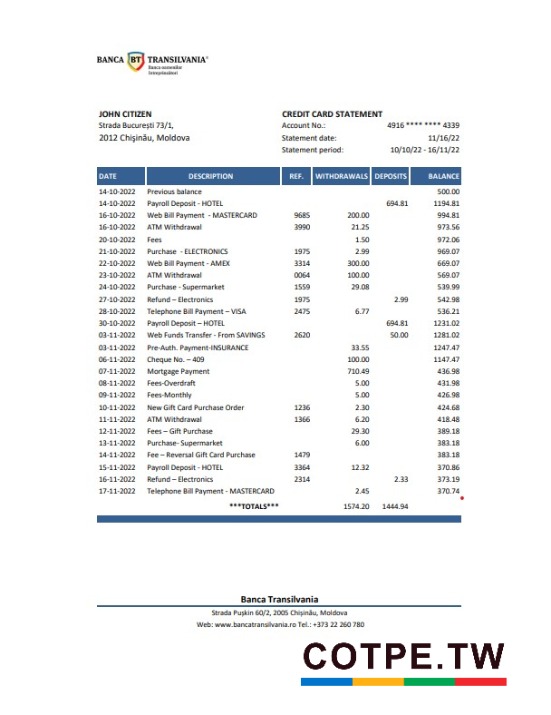 BANCA BT TRANSILVANIA®
Banca oamenilor
întreprinzători
JOHN CITIZEN
Strada București 73/1,
2012 Chișinău, Moldova
CREDIT CARD STATEMENT
Account No.: 4916 **** **** 4339
Statement date: 11/16/22
Statement period: 10/10/22 - 16/11/22
DATE DESCRIPTION REF. WITHDRAWALS DEPOSITS BALANCE
14-10-2022 Previous balance 500.00
14-10-2022 Payroll Deposit - HOTEL 694.81 1194.81
16-10-2022 Web Bill Payment - MASTERCARD 9685 200.00 994.81
16-10-2022 ATM Withdrawal 3990 21.25 973.56
20-10-2022 Fees 1.50 972.06
21-10-2022 Purchase - ELECTRONICS 1975 2.99 969.07
22-10-2022 Web Bill Payment - AMEX 3314 300.00 669.07
23-10-2022 ATM Withdrawal 0064 100.00 569.07
24-10-2022 Purchase - Supermarket 1559 29.08 539.99
27-10-2022 Refund – Electronics 1975 2.99 542.98
28-10-2022 Telephone Bill Payment – VISA 2475 6.77 536.21
30-10-2022 Payroll Deposit – HOTEL 694.81 1231.02
03-11-2022 Web Funds Transfer - From SAVINGS 2620 50.00 1281.02
03-11-2022 Pre-Auth. Payment-INSURANCE 33.55 1247.47
06-11-2022 Cheque No. – 409 100.00 1147.47
07-11-2022 Mortgage Payment 710.49 436.98
08-11-2022 Fees-Overdraft 5.00 431.98
09-11-2022 Fees-Monthly 5.00 426.98
10-11-2022 New Gift Card Purchase Order 1236 2.30 424.68
11-11-2022 ATM Withdrawal 1366 6.20 418.48
12-11-2022 Fees – Gift Purchase 29.30 389.18
13-11-2022 Purchase- Supermarket 6.00 383.18
14-11-2022 Fee – Reversal Gift Card Purchase 1479 383.18
15-11-2022 Payroll Deposit - HOTEL 3364 12.32 370.86
16-11-2022 Refund – Electronics 2314 2.33 373.19
17-11-2022 Telephone Bill Payment - MASTERCARD 2.45 370.74
***TOTALS*** 1574.20 1444.94
Banca Transilvania
Strada Pușkin 60/2, 2005 Chișinău, Moldova
Web: www.bancatransilvania.ro Tel.: +373 22 260 780
COTPE.TW